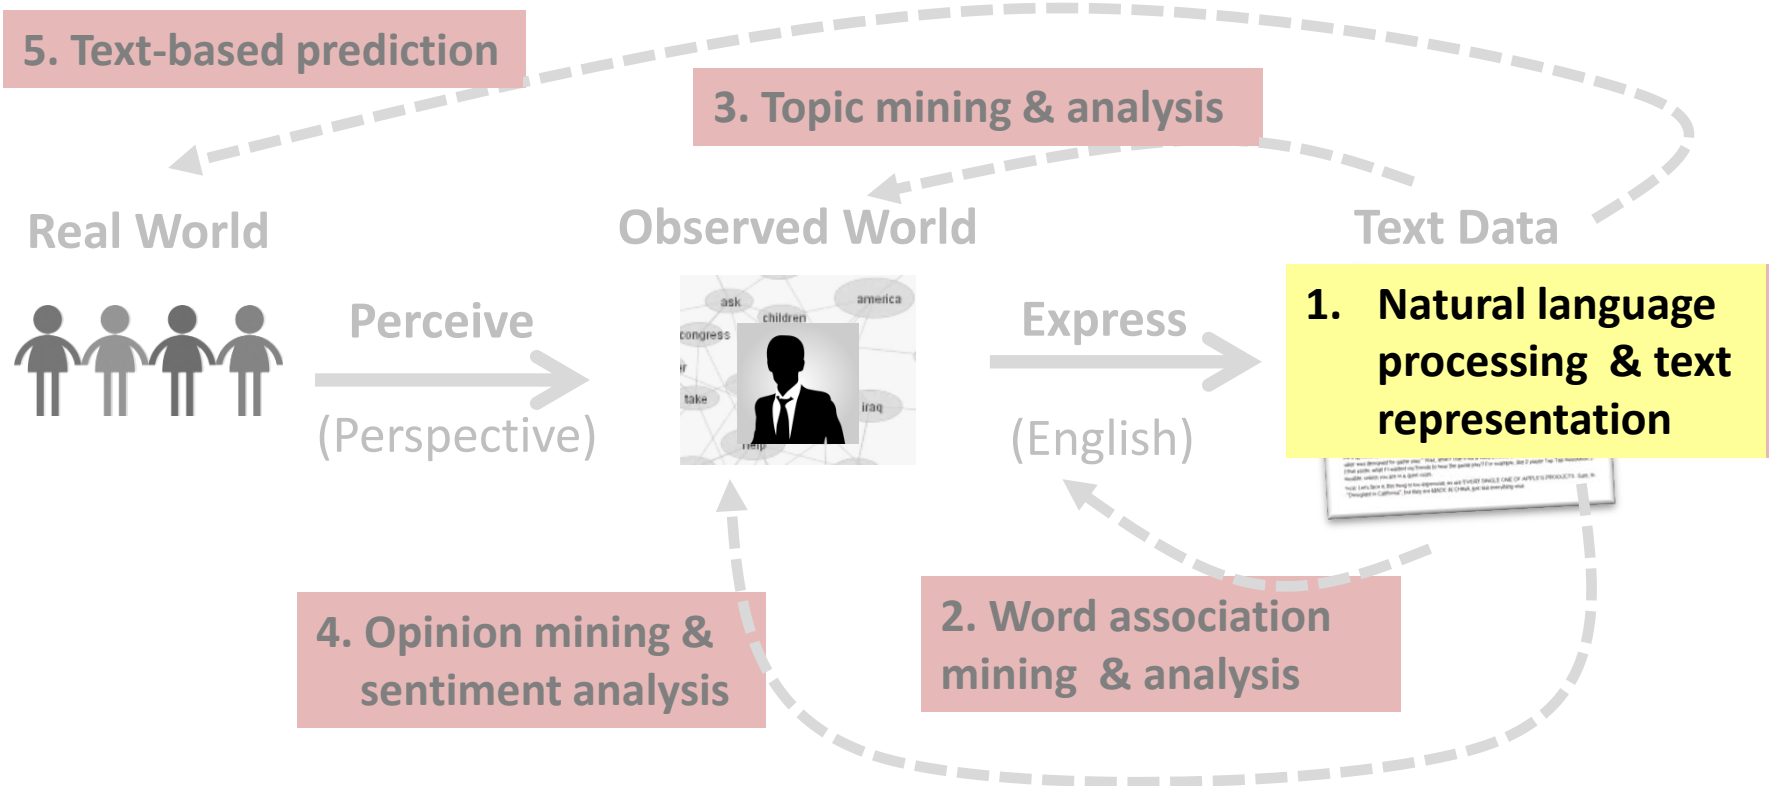 5. Text-based prediction
3. Topic mining & analysis
Real World
Observed World
Text Data
Perceive
(Perspective)
ask
america
children
congress
take
iraq
Help
Express
(English)
1. Natural language
processing & text
representation
4. Opinion mining &
sentiment analysis
2. Word association
mining & analysis